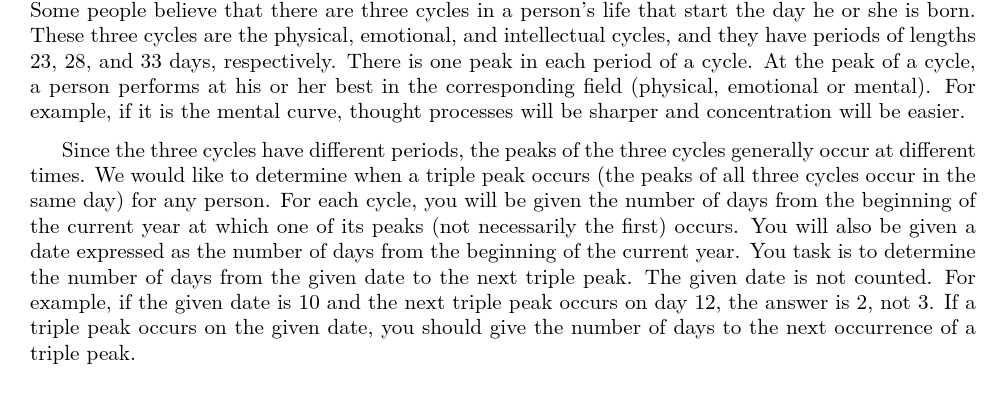 Some people believe that there are three cycles in a person's life that start the day he or she is born.
These three cycles are the physical, emotional, and intellectual cycles, and they have periods of lengths
23, 28, and 33 days, respectively. There is one peak in each period of a cycle. At the peak of a cycle,
a person performs at his or her best in the corresponding field (physical, emotional or mental). For
example, if it is the mental curve, thought processes will be sharper and concentration will be easier.
Since the three cycles have different periods, the peaks of the three cycles generally occur at different
times. We would like to determine when a triple peak occurs (the peaks of all three cycles occur in the
same day) for any person. For each cycle, you will be given the number of days from the beginning of
the current year at which one of its peaks (not necessarily the first) occurs. You will also be given a
date expressed as the number of days from the beginning of the current year. You task is to determine
the number of days from the given date to the next triple peak. The given date is not counted. For
example, if the given date is 10 and the next triple peak occurs on day 12, the answer is 2, not 3. If a
triple peak occurs on the given date, you should give the number of days to the next occurrence of a
triple peak.